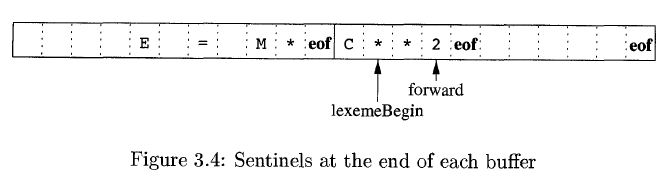 E = M * eof C * * 2 eof eof
forward
lexemeBegin
Figure 3.4: Sentinels at the end of each buffer